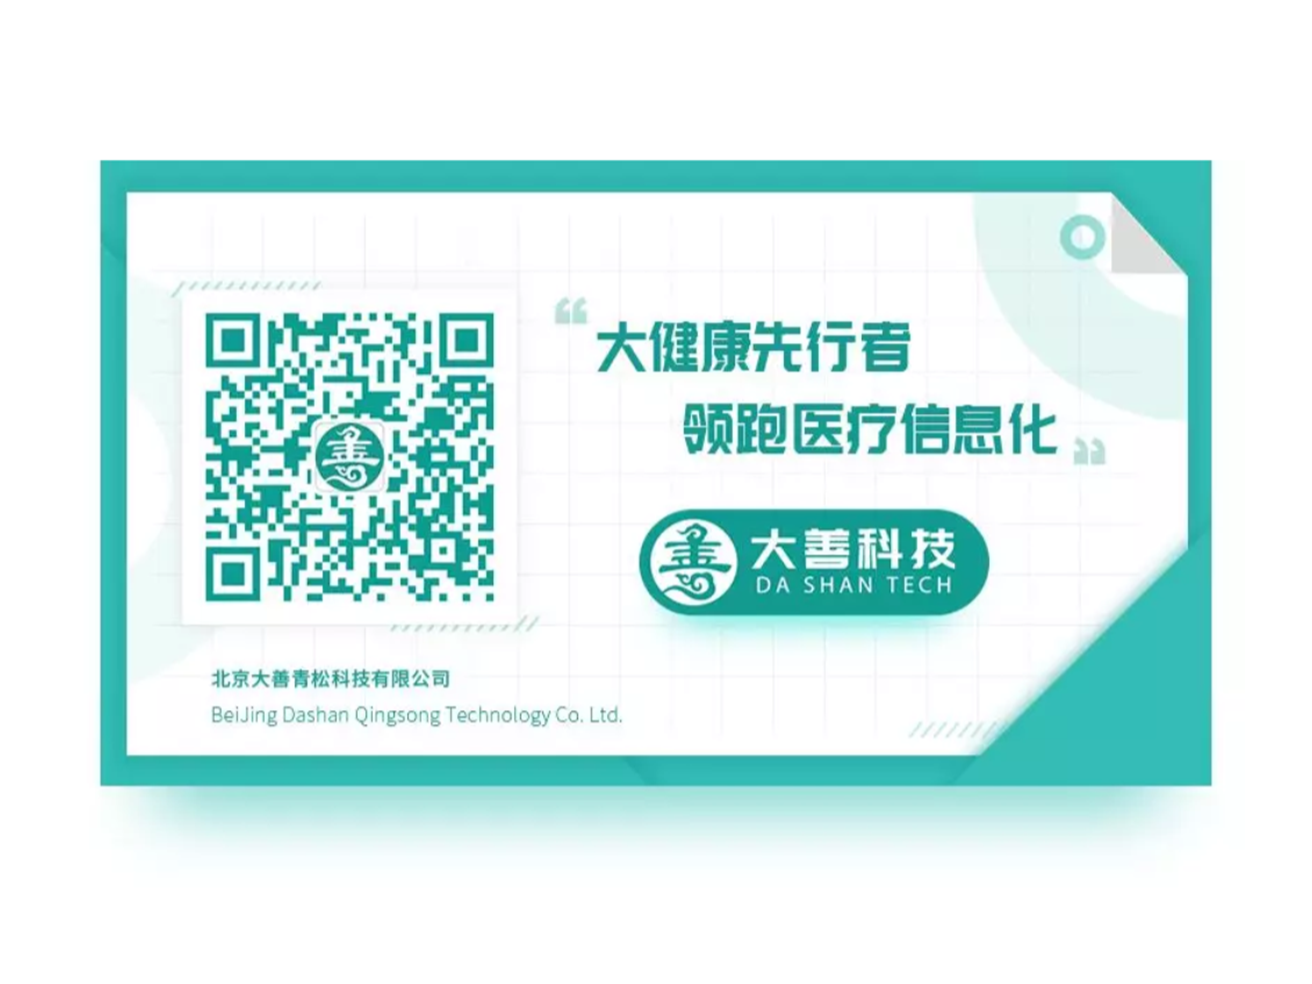 善
“大健康先行者
领跑医疗信息化”
善 大善科技
DA SHAN TECH
北京大善青松科技有限公司
BeiJing Dashan Qingsong Technology Co. Ltd.